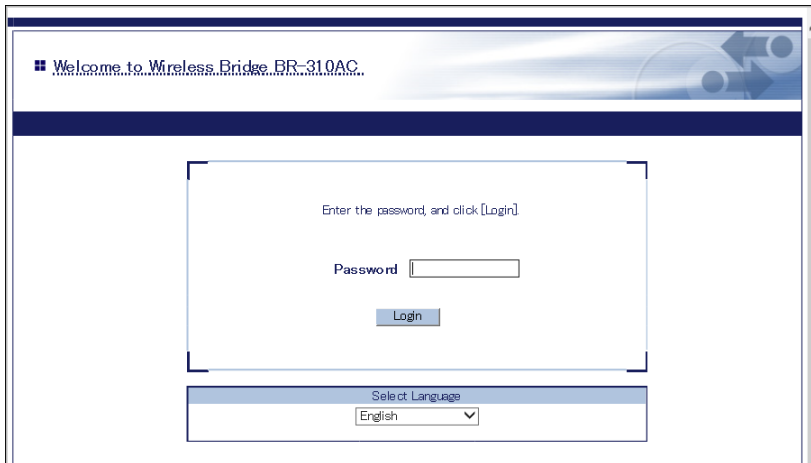 Welcome to Wireless Bridge BR-310AC.
Enter the password, and click [Login].
Password
Login
Select Language
English